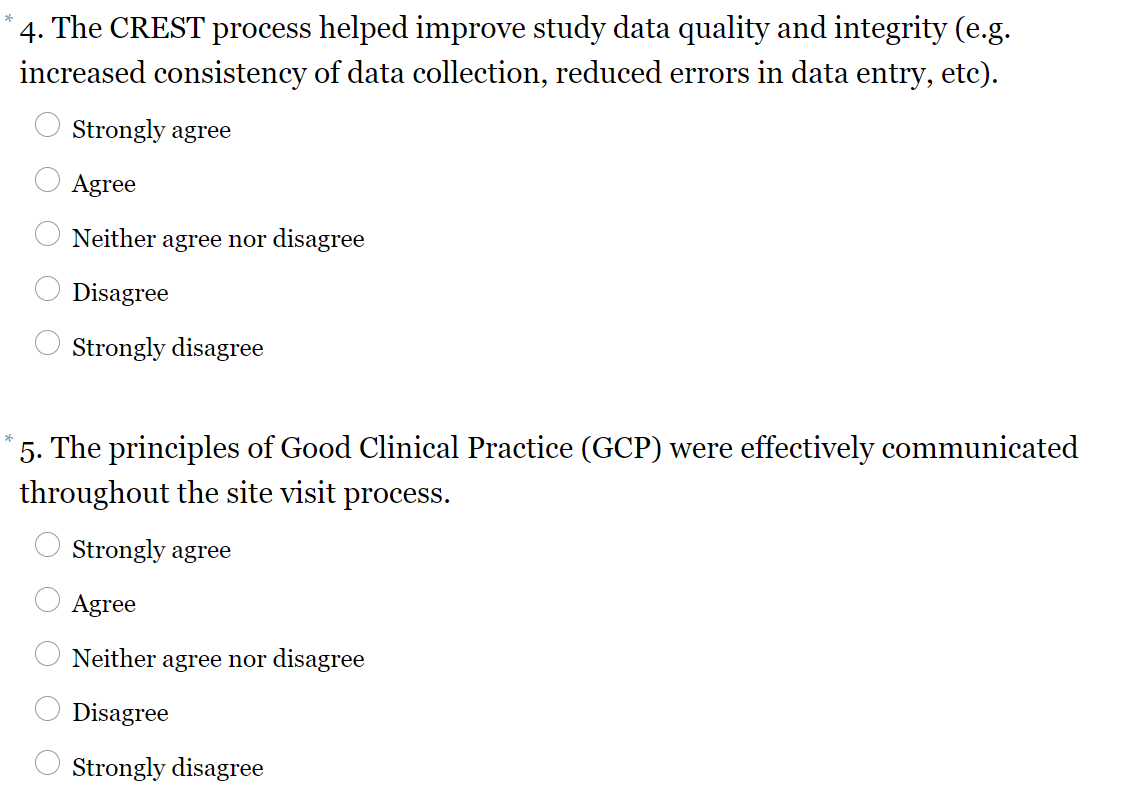 * 4. The CREST process helped improve study data quality and integrity (e.g.
increased consistency of data collection, reduced errors in data entry, etc).
Strongly agree
Agree
Neither agree nor disagree
Disagree
Strongly disagree
* 5. The principles of Good Clinical Practice (GCP) were effectively communicated
throughout the site visit process.
Strongly agree
Agree
Neither agree nor disagree
Disagree
Strongly disagree